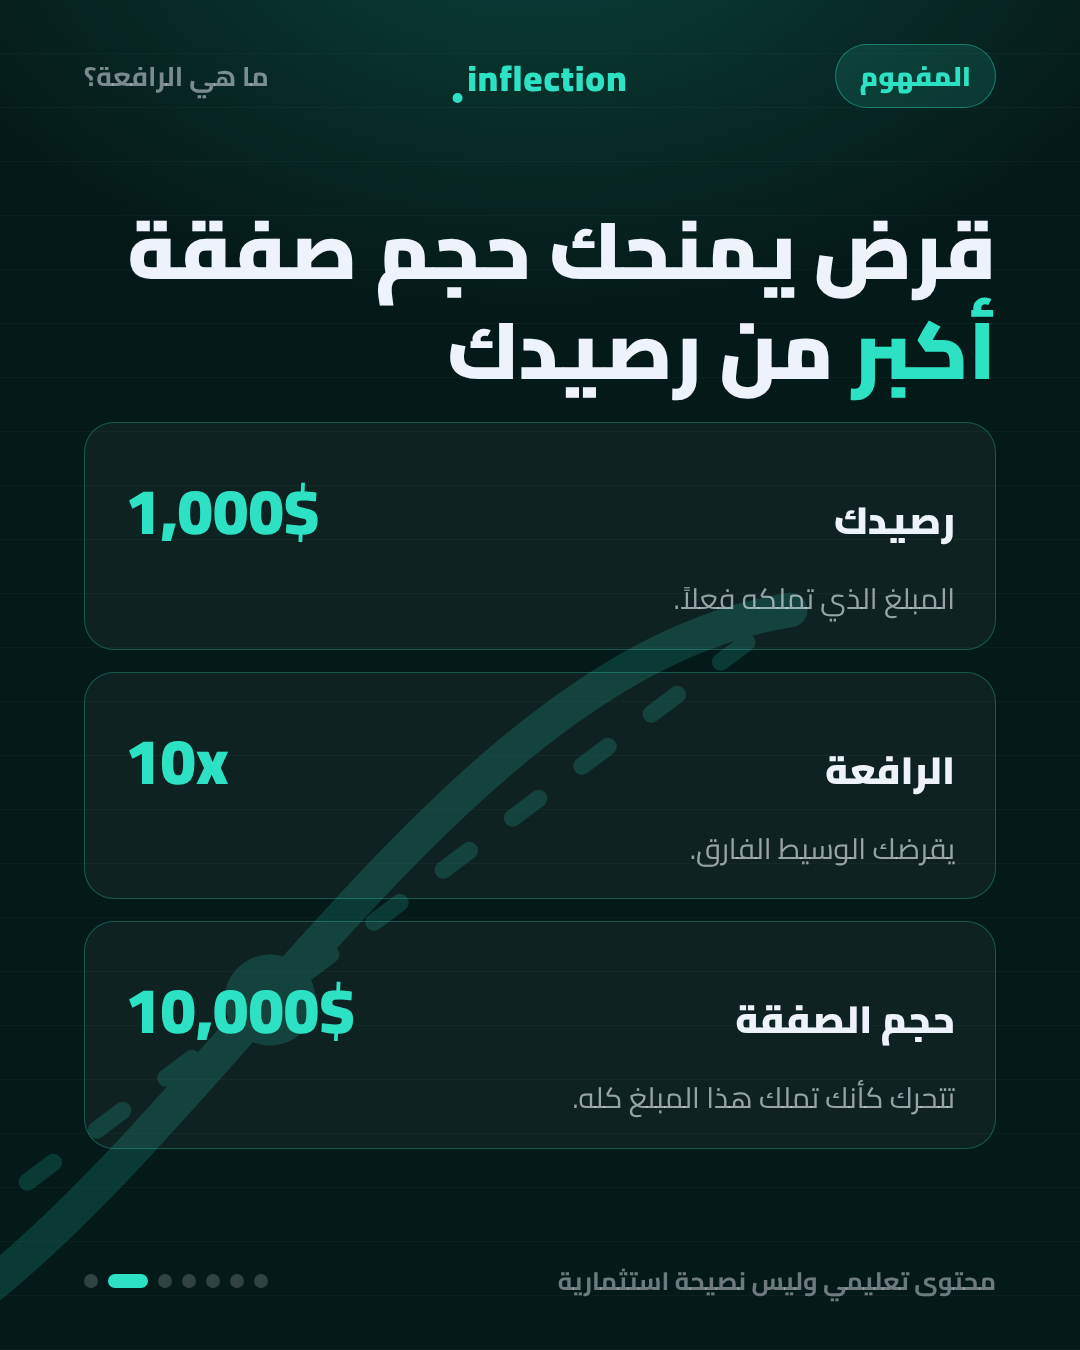 المفهوم
inflection.
ما هي الرافعة؟
قرض يمنحك حجم صفقة
أكبر من رصيدك
رصيدك
1,000$
المبلغ الذي تملكه فعلاً.
الرافعة
10x
يقرضك الوسيط الفارق.
حجم الصفقة
10,000$
تتحرك كأنك تملك هذا المبلغ كله.
محتوى تعليمي وليس نصيحة استثمارية